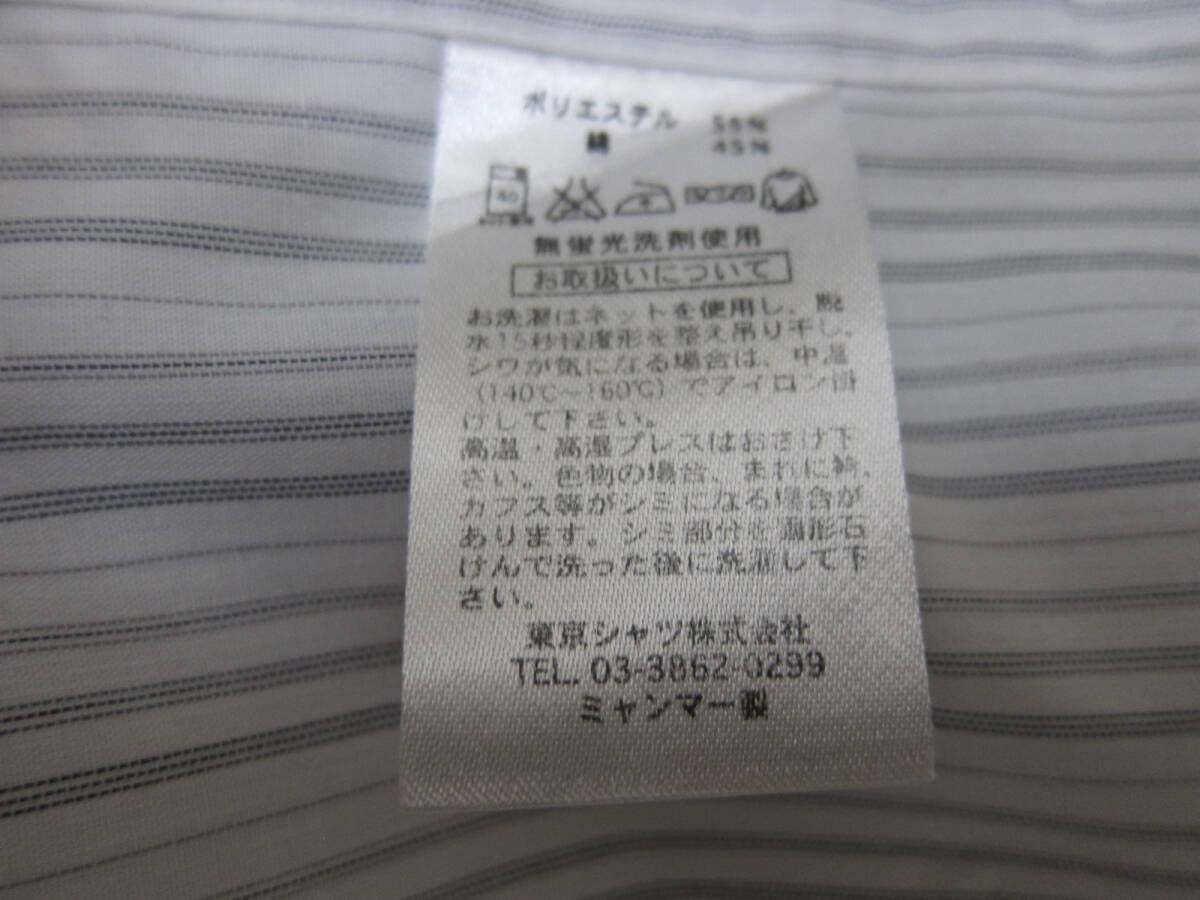 ポリエステル 55%
綿 45%
40
無蛍光洗剤使用
お取扱いについて
お洗濯はネットを使用し、脱
水15秒程度形を整え吊り干し、
シワが気になる場合は、中温
(140℃~160℃)でアイロン掛
けして下さい。
高温・高湿プレスはおさけ下
さい。色物の場合、まれに衿、
カフス等がシミになる場合が
あります。シミ部分を固形石
けんで洗った後に洗濯して下
さい。
東京シャツ株式会社
TEL. 03-3862-0299
ミャンマー製